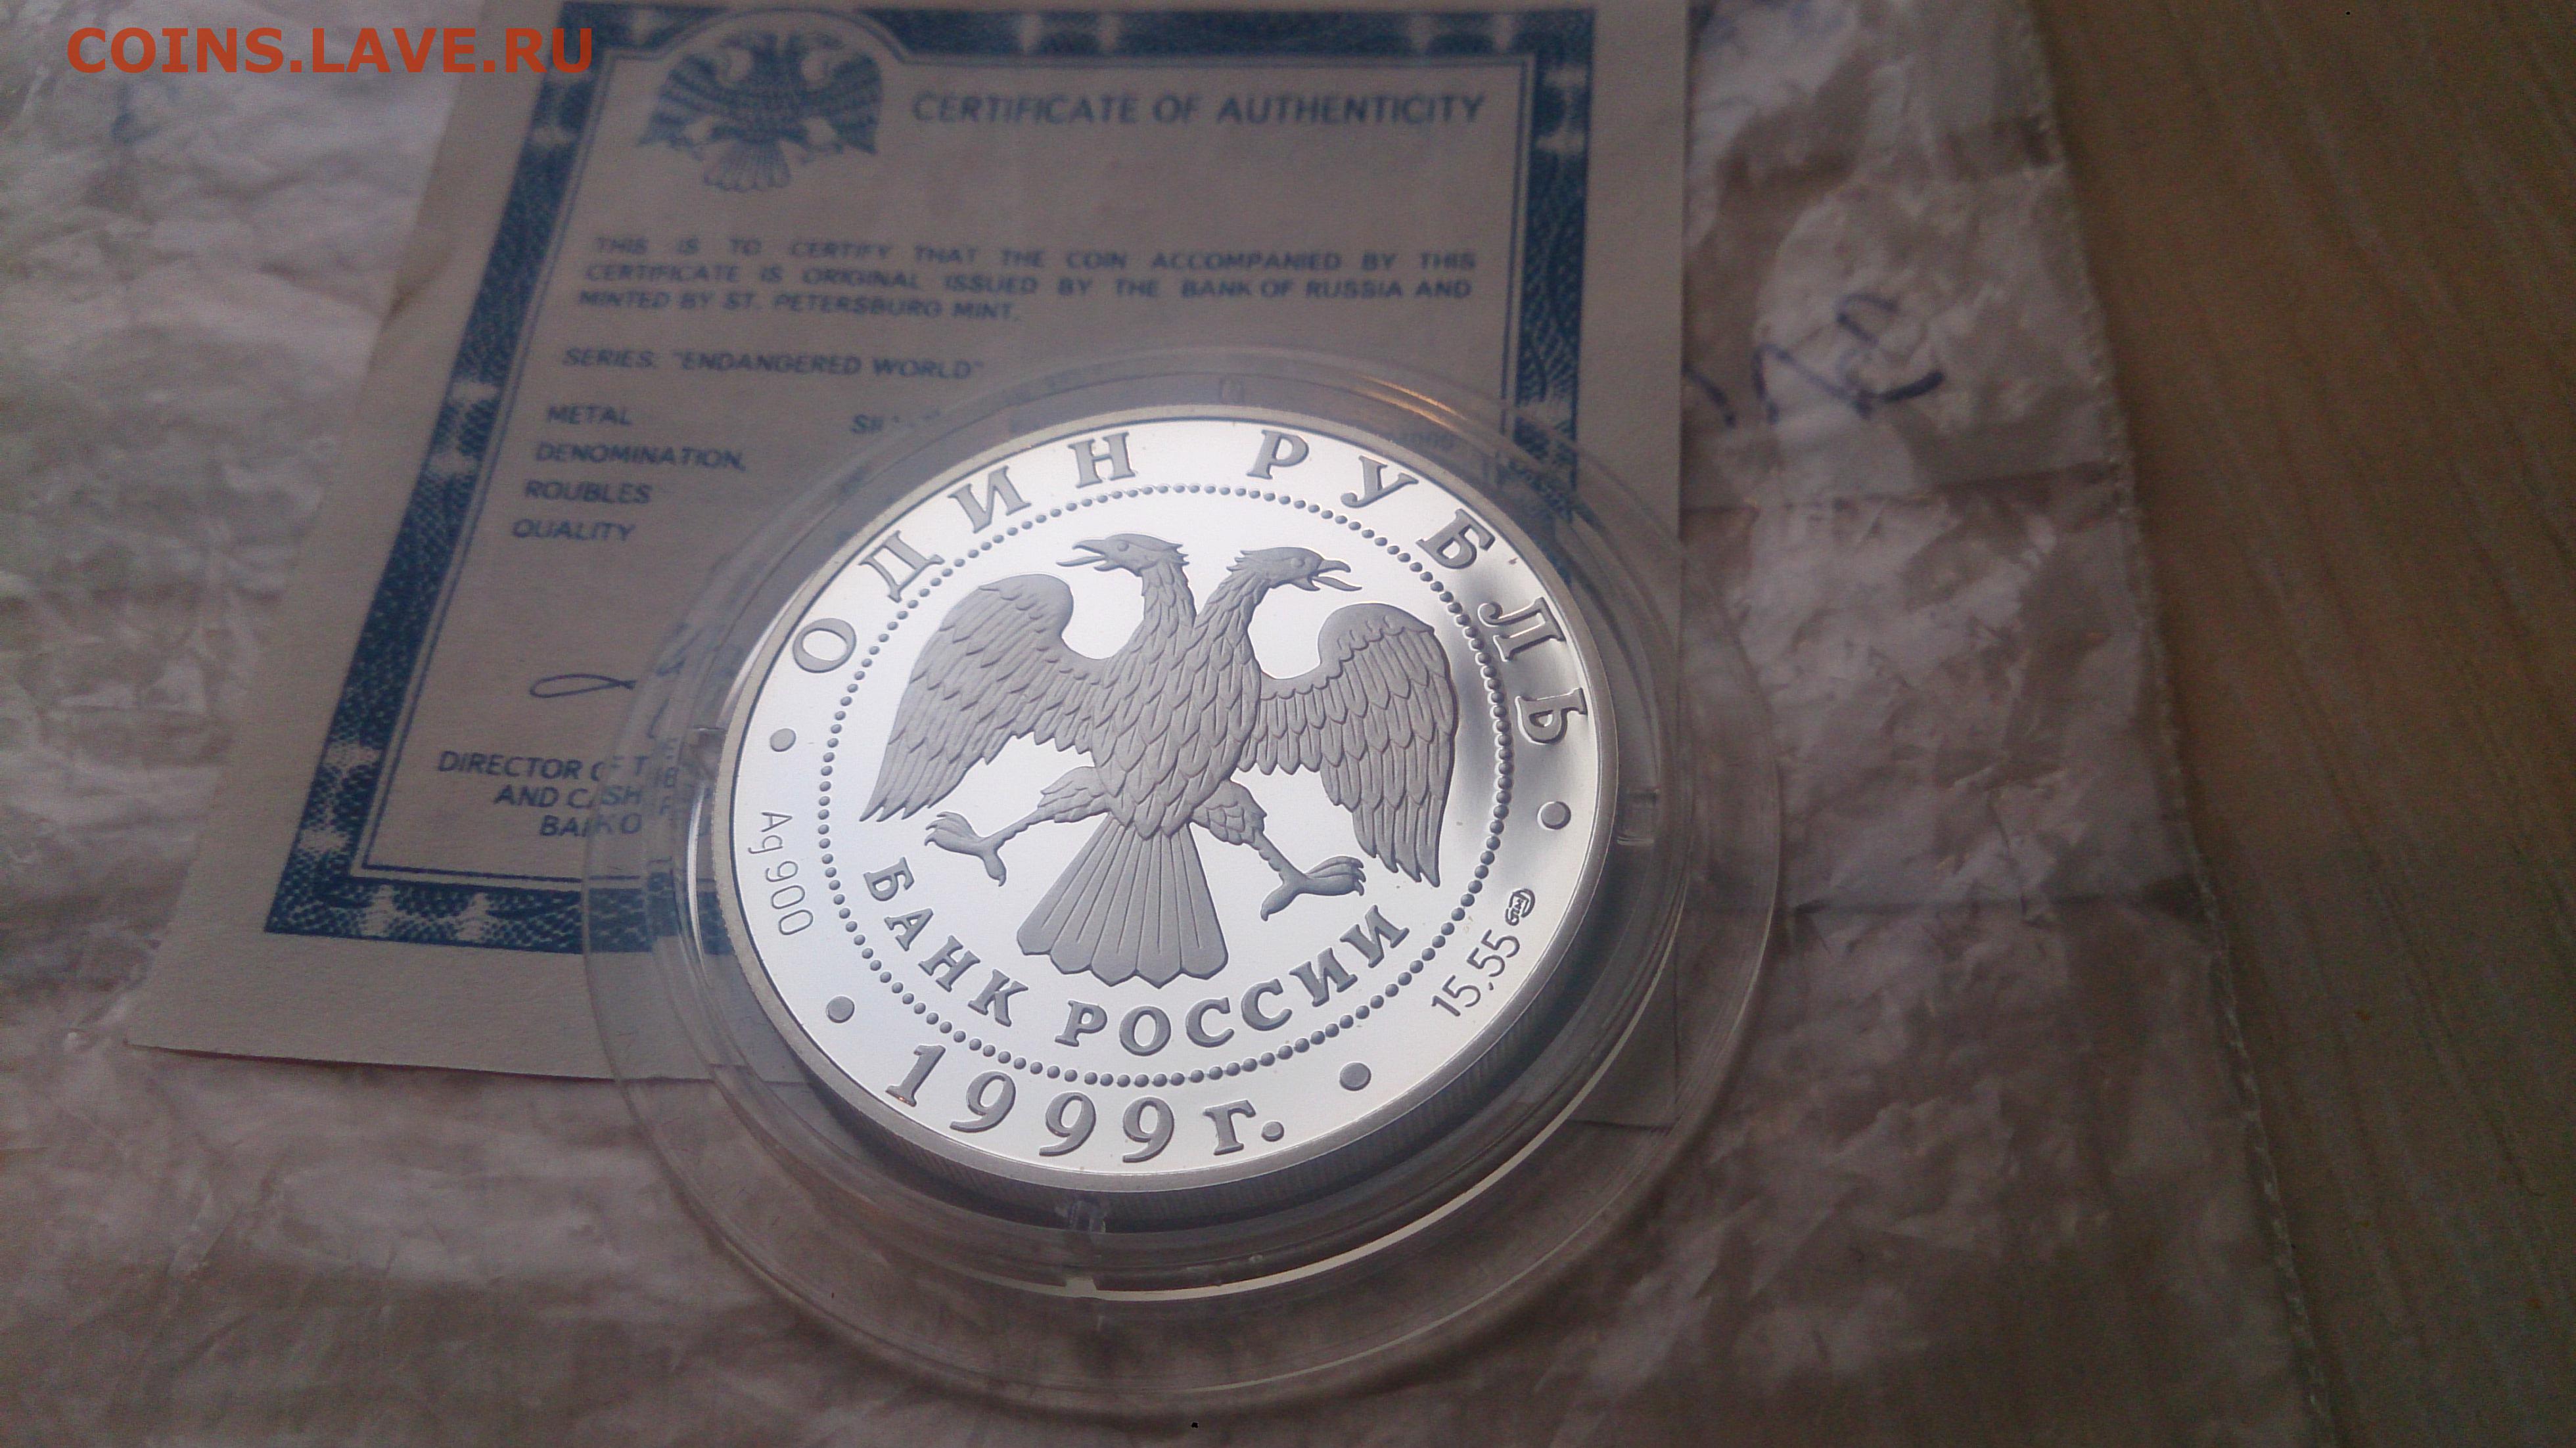 COINS.LAVE.RU
CERTIFICATE OF AUTHENTICITY
THIS IS TO CERTIFY THAT THE COIN ACCOMPANIED BY THIS
CERTIFICATE IS ORIGINAL ISSUED BY THE BANK OF RUSSIA AND
MINTED BY ST. PETERSBURG MINT.
SERIES: "ENDANGERED WORLD"
METAL
DENOMINATION,
ROUBLES
QUALITY
DIRECTOR
AND
ОДИН РУБЛЬ
Ag 900
БАНК РОССИИ
15,55
1999 г.